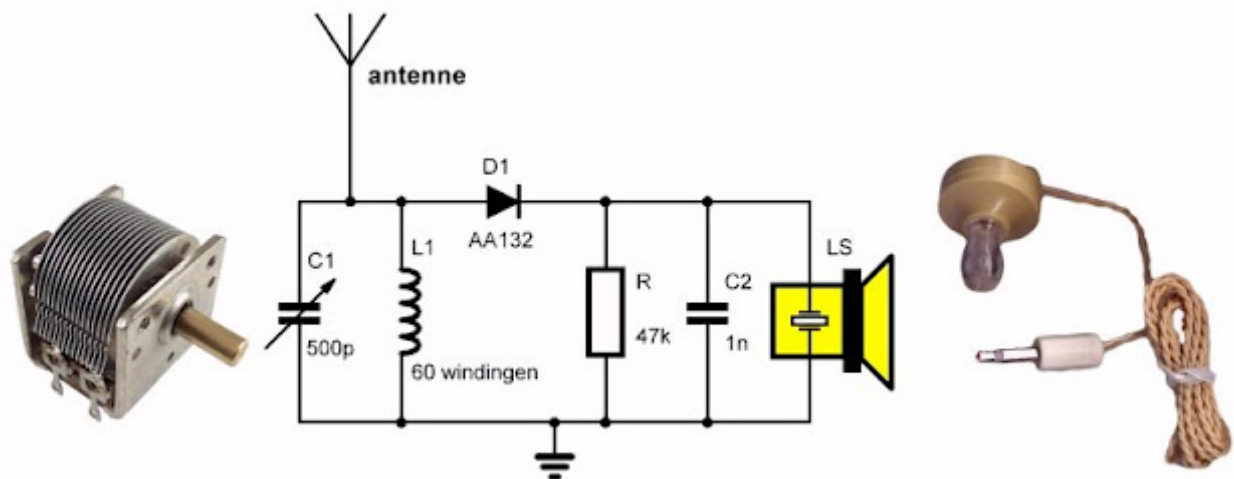 antenne
D1
AA132
C1
500p
L1
60 windingen
R
47k
C2
1n
LS